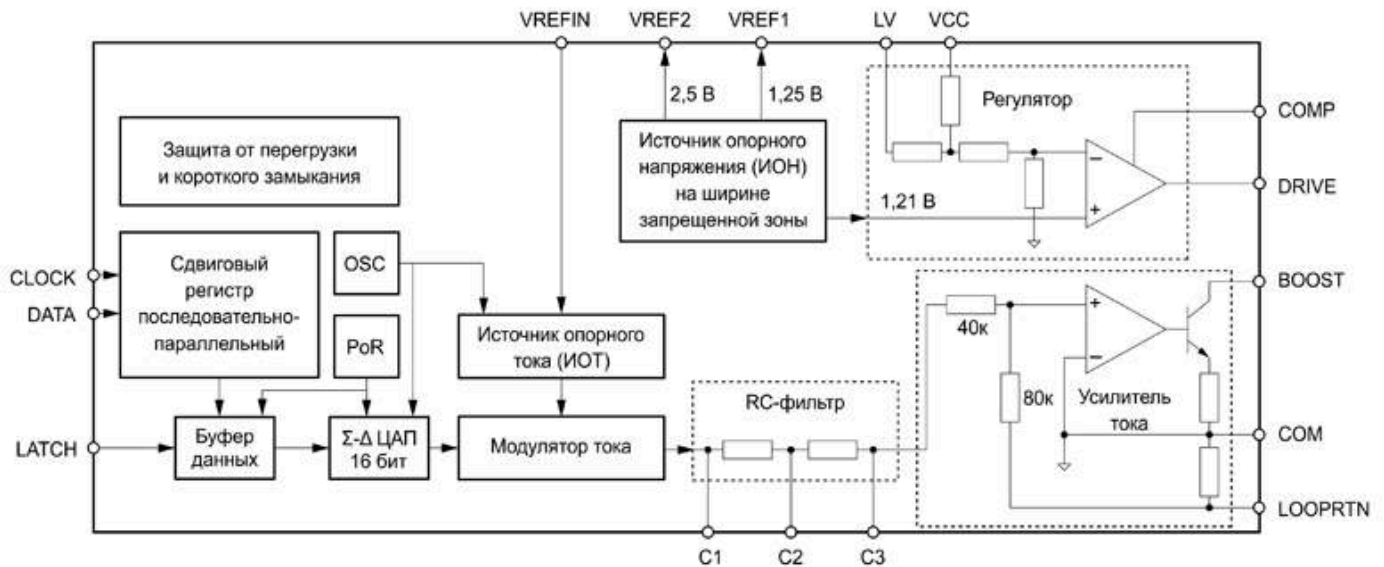 VREFIN
VREF2
VREF1
LV
VCC
2,5 В
1,25 В
Регулятор
COMP
DRIVE
Защита от перегрузки
и короткого замыкания
Источник опорного
напряжения (ИОН)
на ширине
запрещенной зоны
1,21 В
CLOCK
DATA
Сдвиговый
регистр
последовательно-
параллельный
OSC
PoR
Источник опорного
тока (ИОТ)
BOOST
40к
80к
Усилитель
тока
RC-фильтр
LATCH
Буфер
данных
Σ-Δ ЦАП
16 бит
Модулятор тока
COM
LOOPRTN
C1
C2
C3